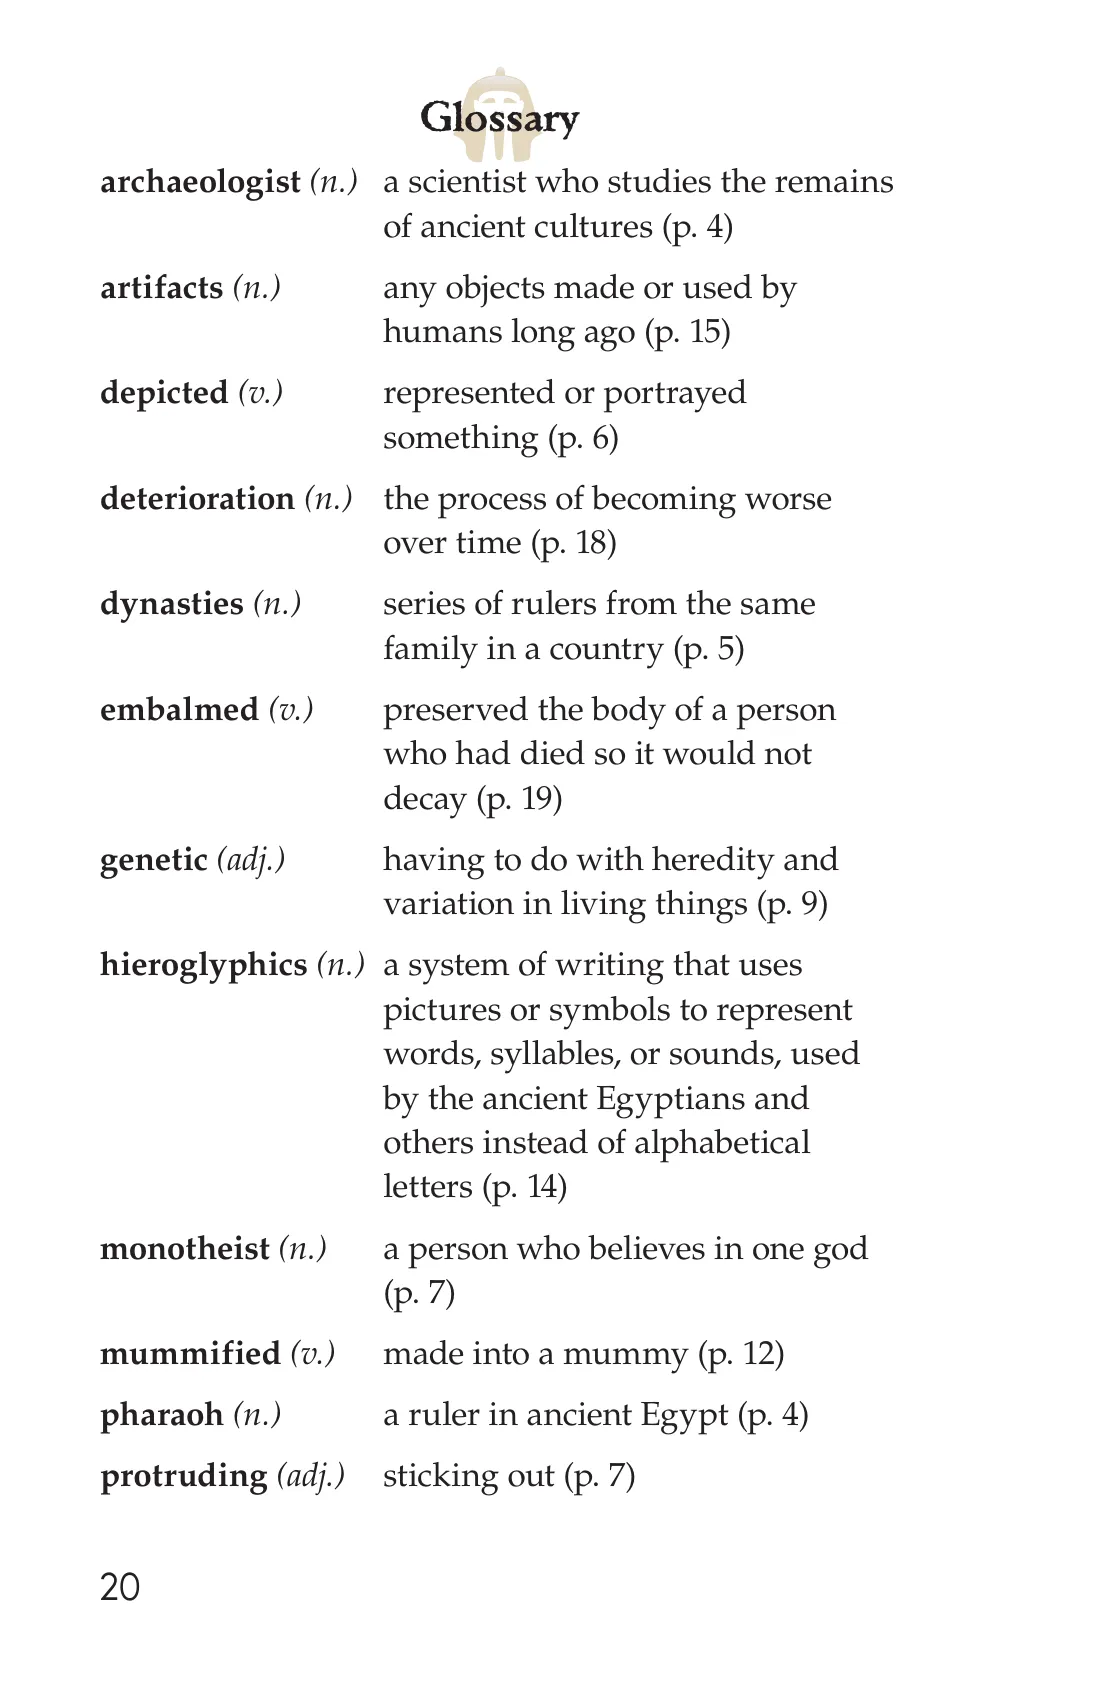 Glossary
archaeologist (n.) a scientist who studies the remains
of ancient cultures (p. 4)
artifacts (n.) any objects made or used by
humans long ago (p. 15)
depicted (v.) represented or portrayed
something (p. 6)
deterioration (n.) the process of becoming worse
over time (p. 18)
dynasties (n.) series of rulers from the same
family in a country (p. 5)
embalmed (v.) preserved the body of a person
who had died so it would not
decay (p. 19)
genetic (adj.) having to do with heredity and
variation in living things (p. 9)
hieroglyphics (n.) a system of writing that uses
pictures or symbols to represent
words, syllables, or sounds, used
by the ancient Egyptians and
others instead of alphabetical
letters (p. 14)
monotheist (n.) a person who believes in one god
(p. 7)
mummified (v.) made into a mummy (p. 12)
pharaoh (n.) a ruler in ancient Egypt (p. 4)
protruding (adj.) sticking out (p. 7)
20